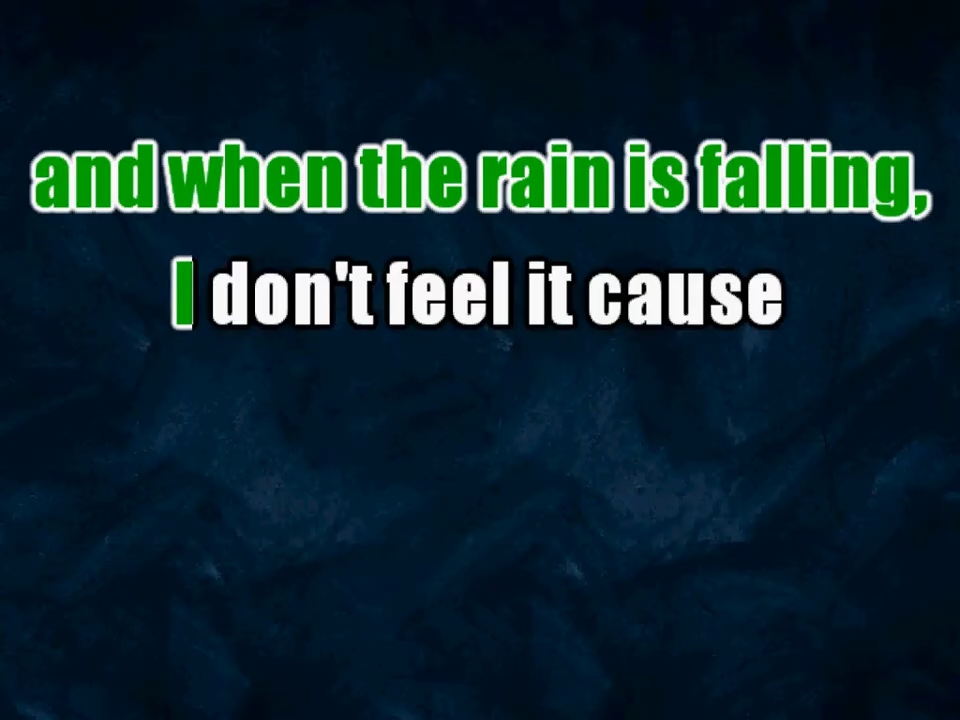 and when the rain is falling,
I don't feel it cause